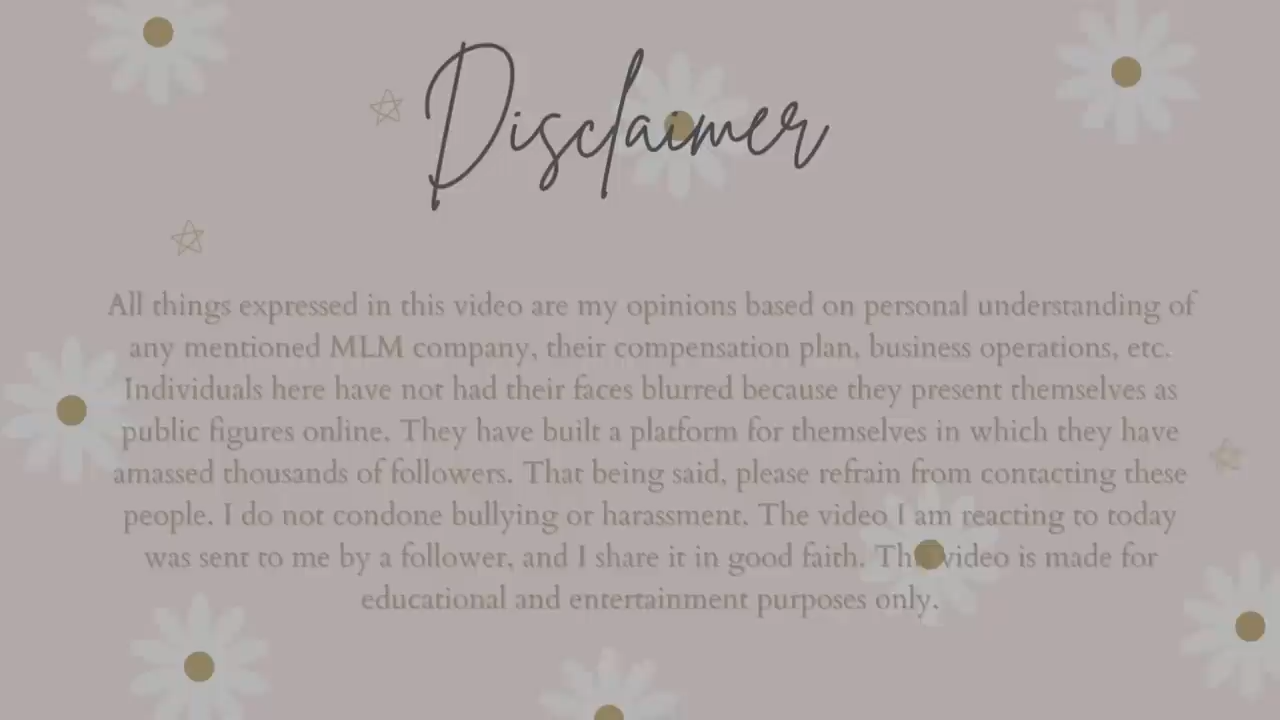 Disclaimer
All things expressed in this video are my opinions based on personal understanding of
any mentioned MLM company, their compensation plan, business operations, etc.
Individuals here have not had their faces blurred because they present themselves as
public figures online. They have built a platform for themselves in which they have
amassed thousands of followers. That being said, please refrain from contacting these
people. I do not condone bullying or harassment. The video I am reacting to today
was sent to me by a follower, and I share it in good faith. video is made for
educational and entertainment purposes only.